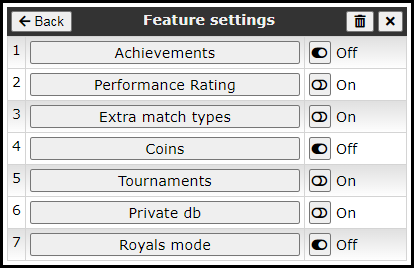 Back Feature settings
1 Achievements Off
2 Performance Rating On
3 Extra match types On
4 Coins Off
5 Tournaments On
6 Private db On
7 Royals mode Off